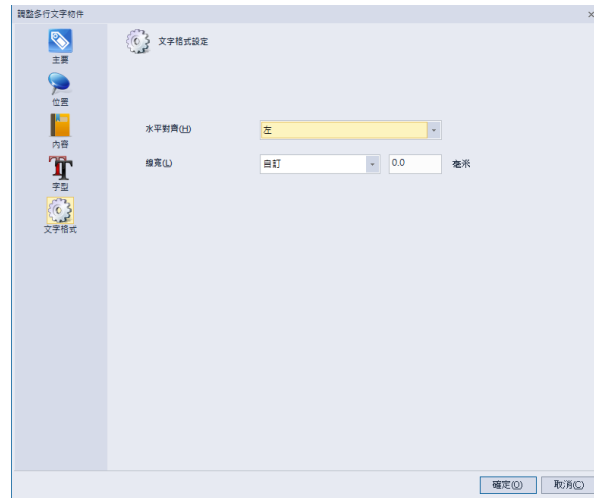 調整多行文字物件
主要
位置
內容
字型
文字格式
文字格式設定
水平對齊(H) 左
線寬(L) 自訂 0.0 毫米
確定(O) 取消(C)